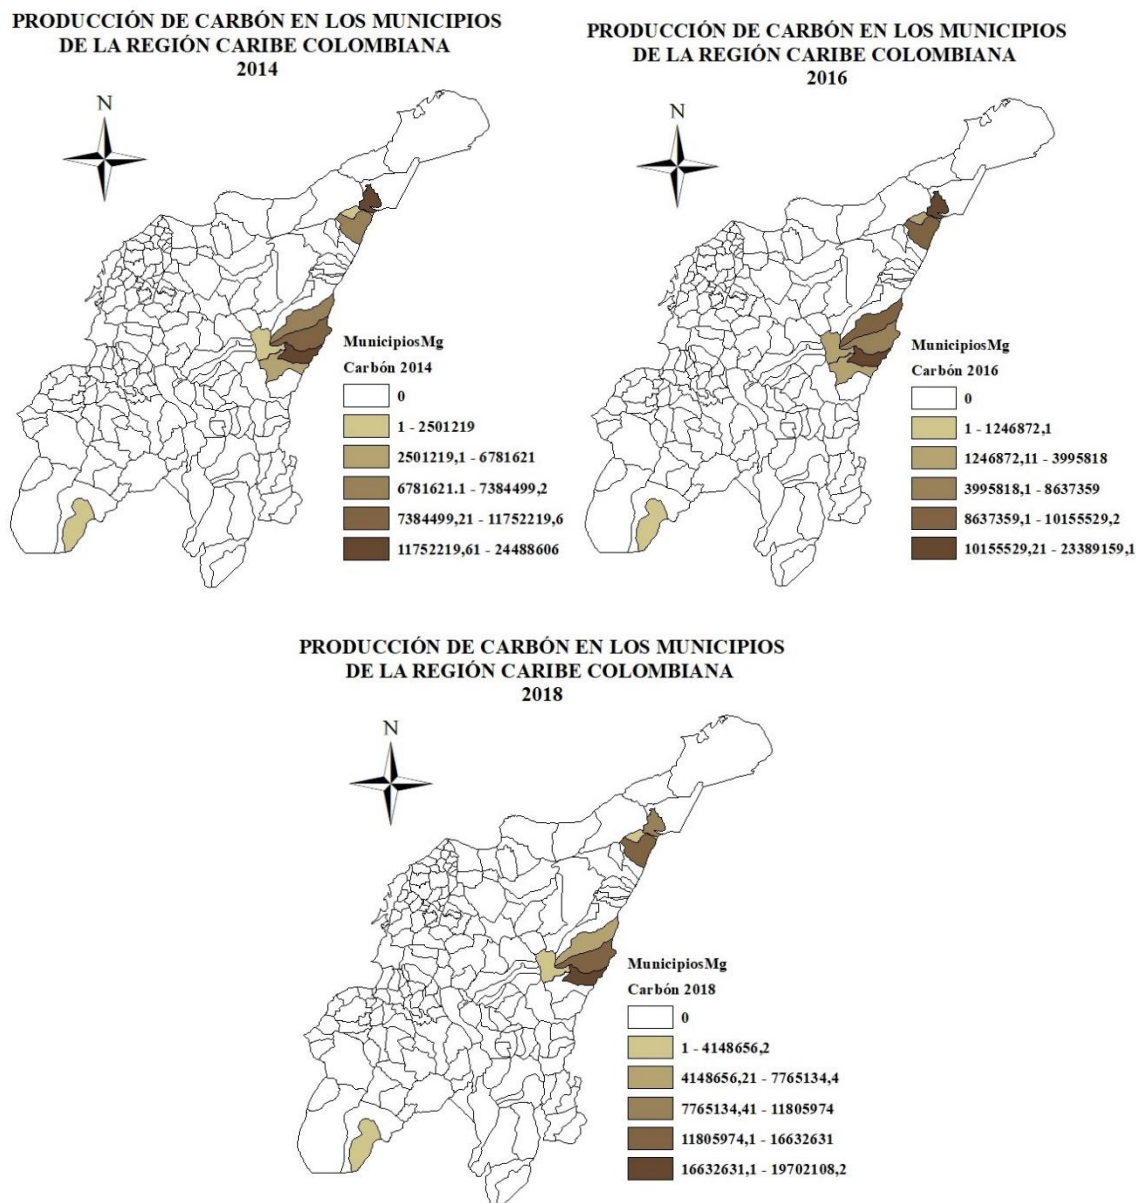 PRODUCCIÓN DE CARBÓN EN LOS MUNICIPIOS
DE LA REGIÓN CARIBE COLOMBIANA
2014
N
MunicipiosMg
Carbón 2014
0
1 - 2501219
2501219,1 - 6781621
6781621.1 - 7384499,2
7384499,21 - 11752219,6
11752219,61 - 24488606
PRODUCCIÓN DE CARBÓN EN LOS MUNICIPIOS
DE LA REGIÓN CARIBE COLOMBIANA
2016
N
MunicipiosMg
Carbón 2016
0
1 - 1246872,1
1246872,11 - 3995818
3995818,1 - 8637359
8637359,1 - 10155529,2
10155529,21 - 23389159,1
PRODUCCIÓN DE CARBÓN EN LOS MUNICIPIOS
DE LA REGIÓN CARIBE COLOMBIANA
2018
N
MunicipiosMg
Carbón 2018
0
1 - 4148656,2
4148656,21 - 7765134,4
7765134,41 - 11805974
11805974,1 - 16632631
16632631,1 - 19702108,2